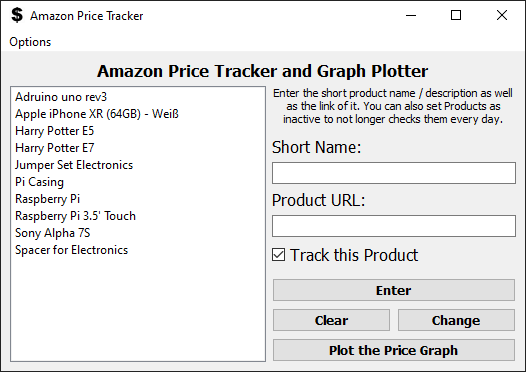 $ Amazon Price Tracker
Options
Amazon Price Tracker and Graph Plotter
Adruino uno rev3
Apple iPhone XR (64GB) - Weiß
Harry Potter E5
Harry Potter E7
Jumper Set Electronics
Pi Casing
Raspberry Pi
Raspberry Pi 3.5' Touch
Sony Alpha 7S
Spacer for Electronics
Enter the short product name / description as well
as the link of it. You can also set Products as
inactive to not longer checks them every day.
Short Name:
Product URL:
Track this Product
Enter
Clear
Change
Plot the Price Graph